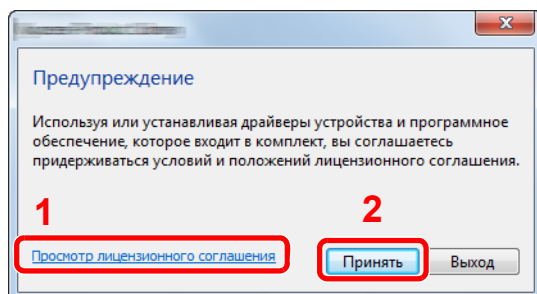 Предупреждение
Используя или устанавливая драйверы устройства и программное
обеспечение, которое входит в комплект, вы соглашаетесь
придерживаться условий и положений лицензионного соглашения.
1
2
Просмотр лицензионного соглашения
Принять
Выход